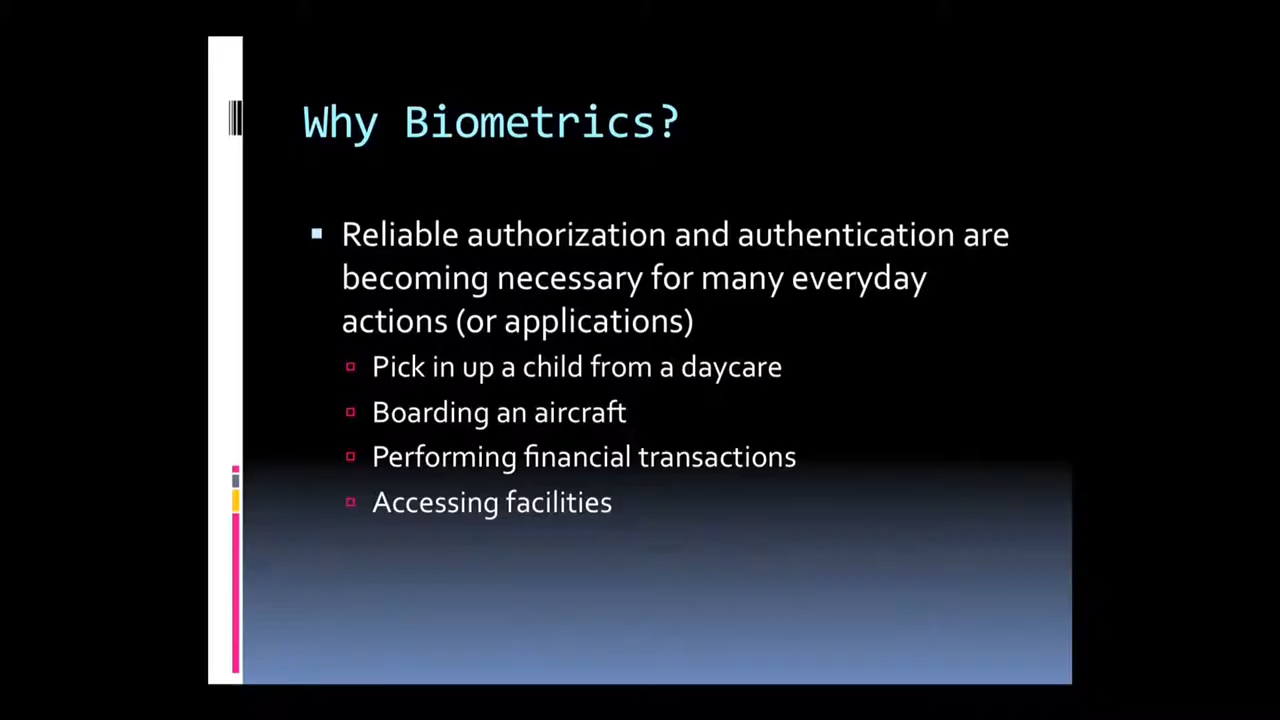 Why Biometrics?
Reliable authorization and authentication are
becoming necessary for many everyday
actions (or applications)
Pick in up a child from a daycare
Boarding an aircraft
Performing financial transactions
Accessing facilities